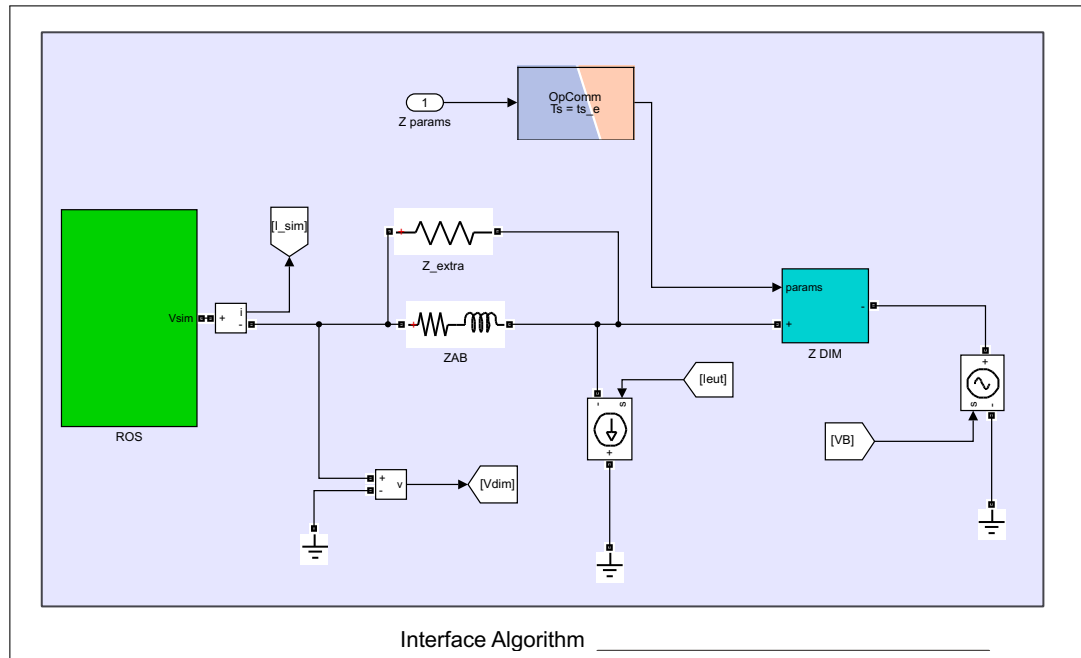 OpComm
Ts = ts_e
1
Z params
[I_sim]
Z_extra
params
Vsim
+
i
-
-
+
ZAB
Z DIM
[Ieut]
-
s
+
+
s
-
[VB]
ROS
+
-
v
[Vdim]
+
+
Interface Algorithm